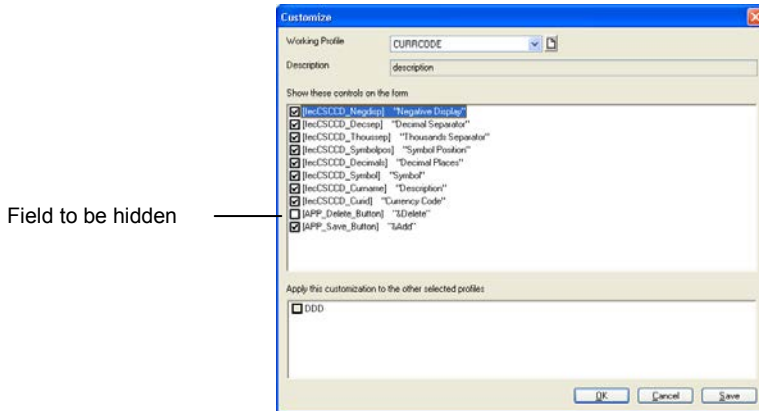 Customize
Working Profile
CURRCODE
Description
description
Show these controls on the form
[fecCSCCD_Negdisp] "Negative Display"
[fecCSCCD_Decsep] "Decimal Separator"
[fecCSCCD_Thoussep] "Thousands Separator"
[fecCSCCD_Symbolpos] "Symbol Position"
[fecCSCCD_Decimals] "Decimal Places"
[fecCSCCD_Symbol] "Symbol"
[fecCSCCD_Curname] "Description"
[fecCSCCD_Curid] "Currency Code"
Field to be hidden
[APP_Delete_Button] "&Delete"
[APP_Save_Button] "&Add"
Apply this customization to the other selected profiles
DDD
OK Cancel Save